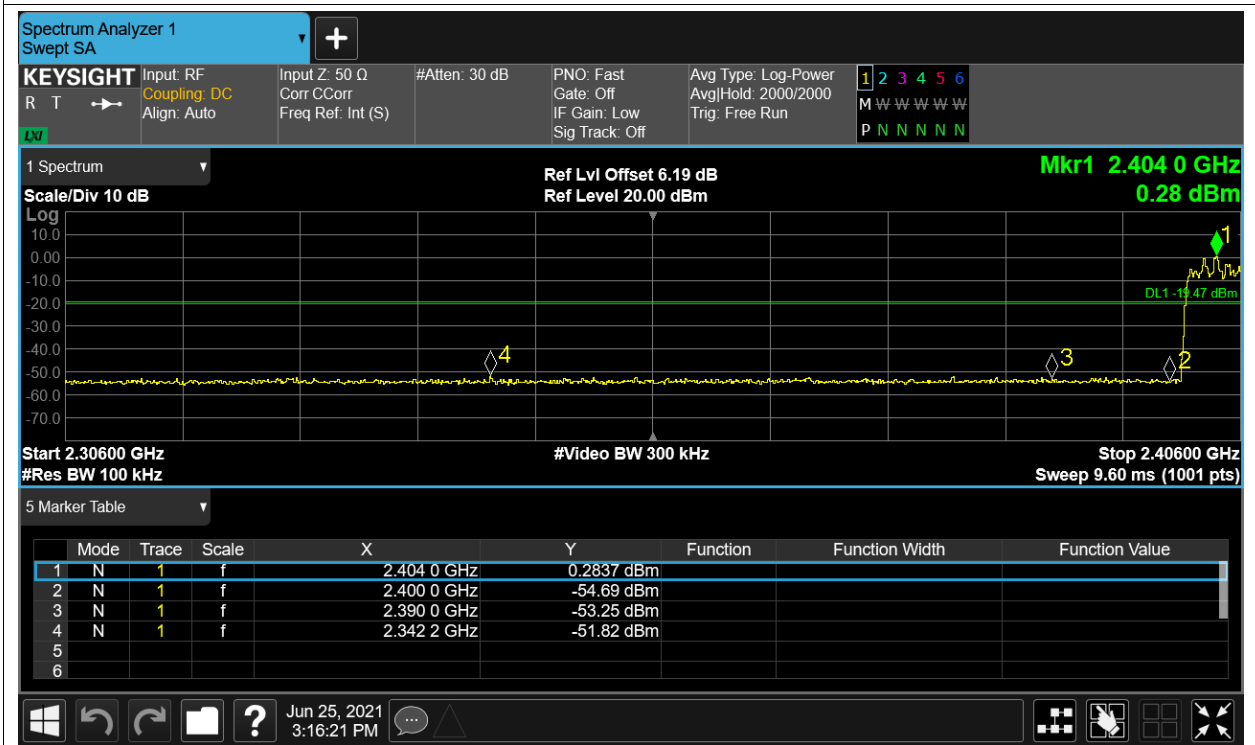 Spectrum Analyzer 1
Swept SA
KEYSIGHT Input: RF Input Z: 50 Ω #Atten: 30 dB PNO: Fast Avg Type: Log-Power 1 2 3 4 5 6
R T Coupling: DC Corr CCorr Gate: Off Avg|Hold: 2000/2000 M W W W W W
Align: Auto Freq Ref: Int (S) IF Gain: Low Trig: Free Run
LXI Sig Track: Off P N N N N N
1 Spectrum Ref Lvl Offset 6.19 dB Mkr1 2.404 0 GHz
Scale/Div 10 dB Ref Level 20.00 dBm 0.28 dBm
Log
10.0 1
0.00
-10.0
-20.0 DL1 -19.47 dBm
-30.0
-40.0 4 3 2
-50.0
-60.0
-70.0
Start 2.30600 GHz #Video BW 300 kHz Stop 2.40600 GHz
#Res BW 100 kHz Sweep 9.60 ms (1001 pts)
5 Marker Table
Mode Trace Scale X Y Function Function Width Function Value
1 N 1 f 2.404 0 GHz 0.2837 dBm
2 N 1 f 2.400 0 GHz -54.69 dBm
3 N 1 f 2.390 0 GHz -53.25 dBm
4 N 1 f 2.342 2 GHz -51.82 dBm
5
6
? Jun 25, 2021
3:16:21 PM